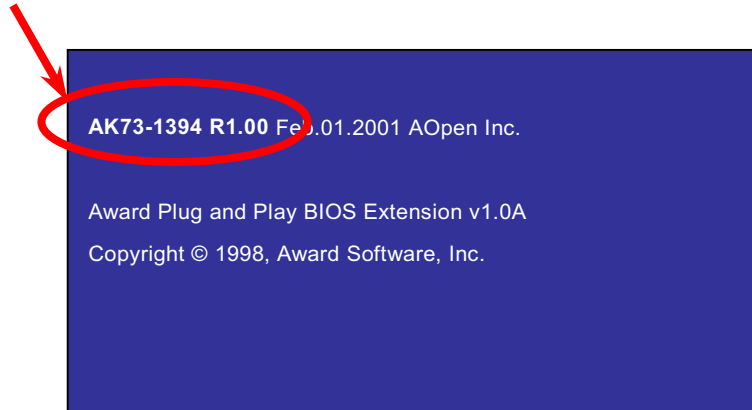 AK73-1394 R1.00 Feb.01.2001 AOpen Inc.
Award Plug and Play BIOS Extension v1.0A
Copyright © 1998, Award Software, Inc.